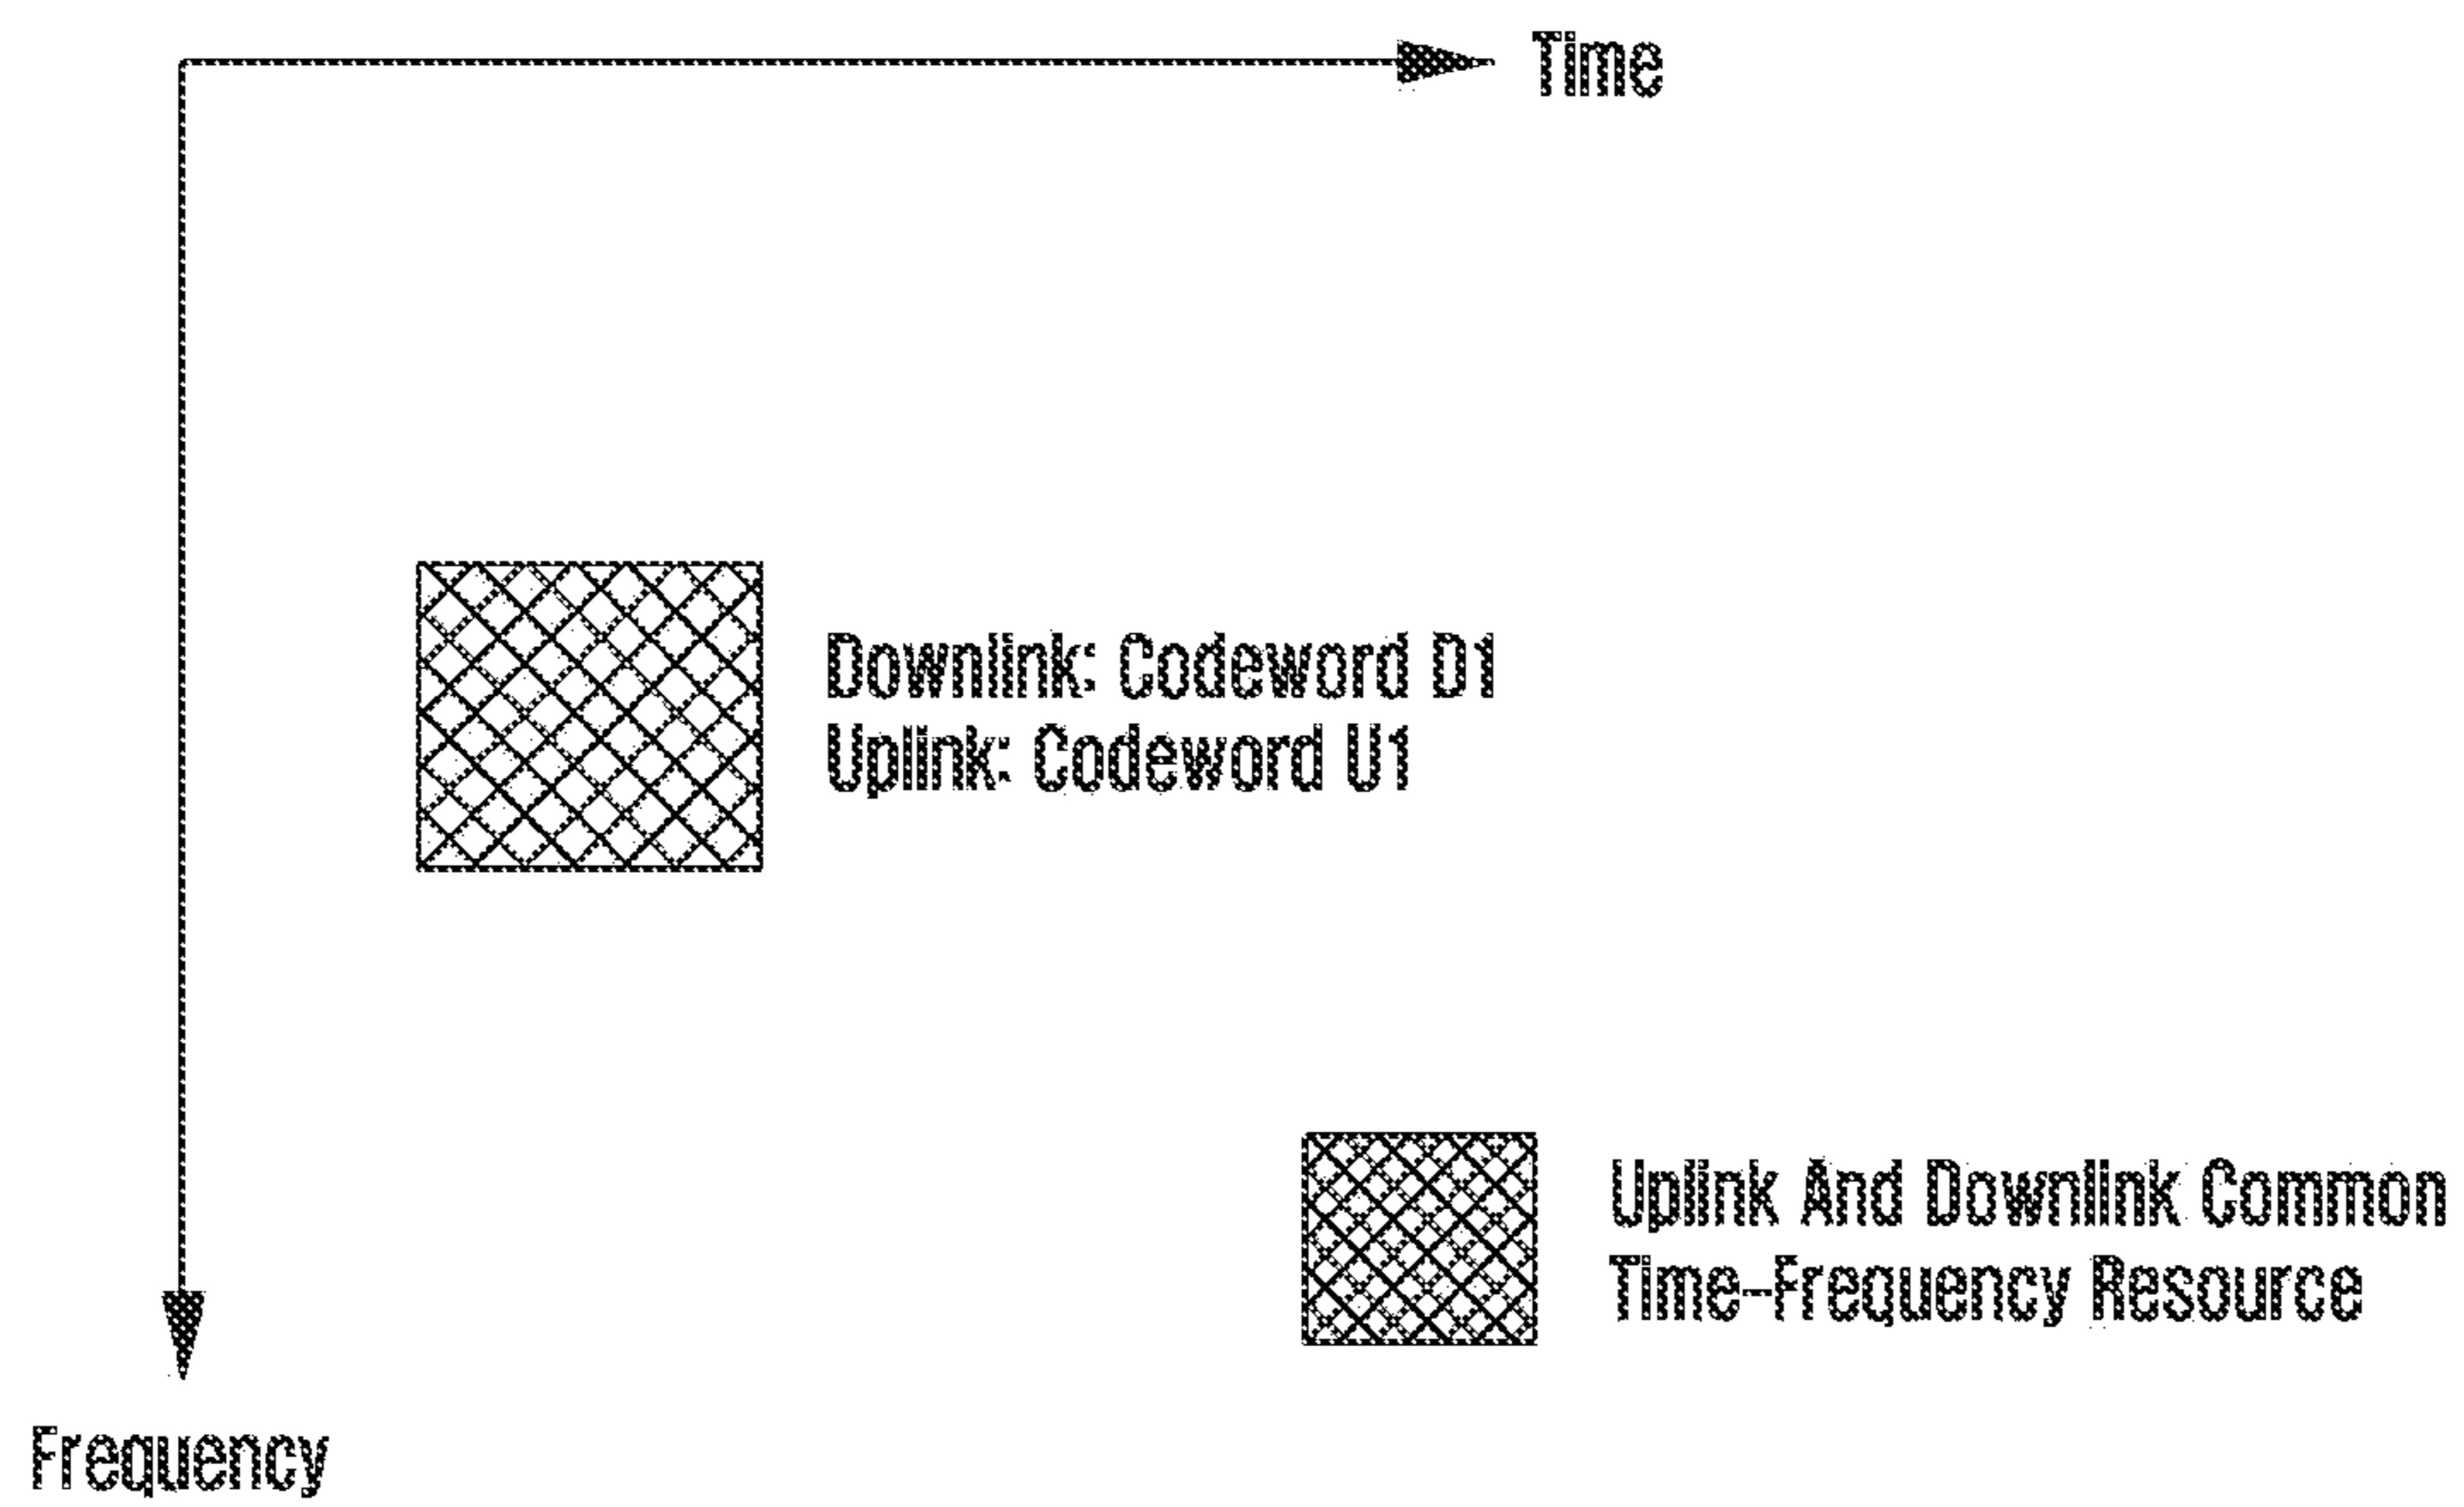 Time
Downlink: Codeword D1
Uplink: Codeword U1
Uplink And Downlink Common
Time-Frequency Resource
Frequency